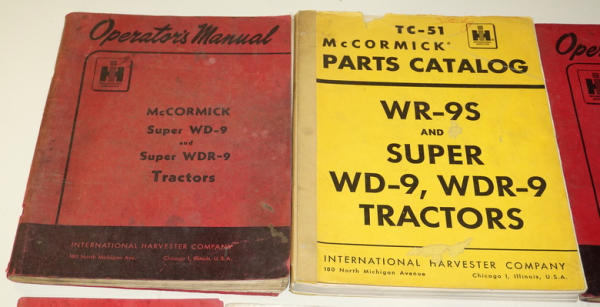 Operator's Manual
IH
McCORMICK
Super WD-9
and
Super WDR-9
Tractors
INTERNATIONAL HARVESTER COMPANY
180 North Michigan Ave.
Chicago 1, Illinois, U.S.A.
TC-51
McCORMICK®
PARTS CATALOG
IH
WR-9S
AND
SUPER
WD-9, WDR-9
TRACTORS
INTERNATIONAL HARVESTER COMPANY
180 North Michigan Avenue
Chicago 1, Illinois, U.S.A.
Ope
IH